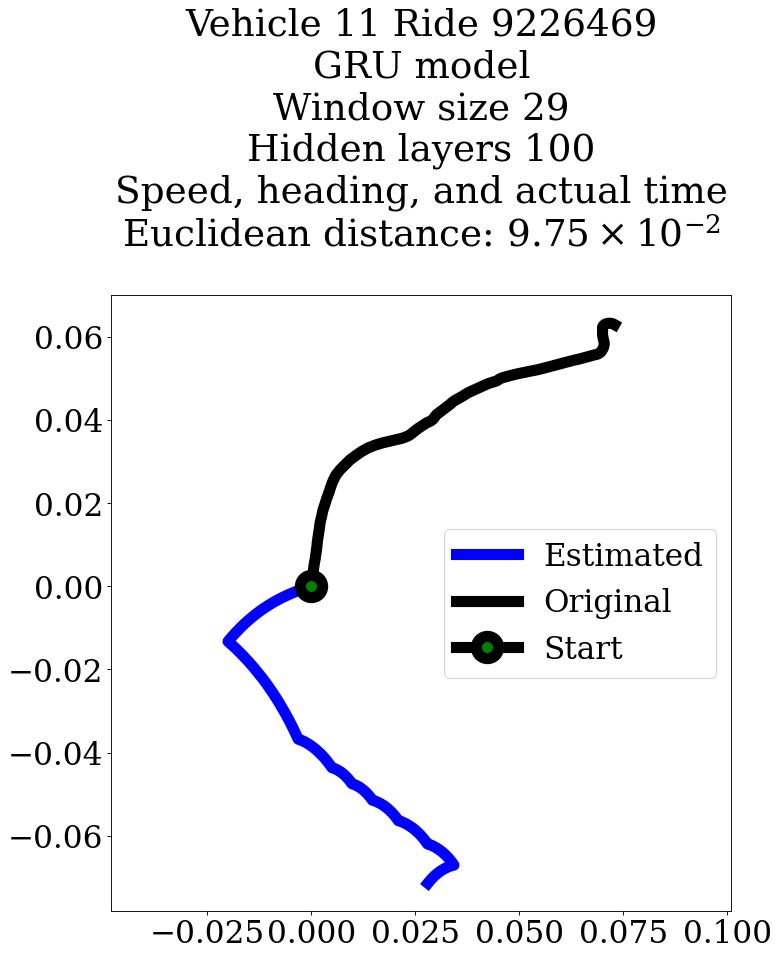 Vehicle 11 Ride 9226469
GRU model
Window size 29
Hidden layers 100
Speed, heading, and actual time
Euclidean distance: 9.75 × 10⁻²
0.06
0.04
0.02
0.00
−0.02
−0.04
−0.06
Estimated
Original
Start
−0.025 0.000 0.025 0.050 0.075 0.100